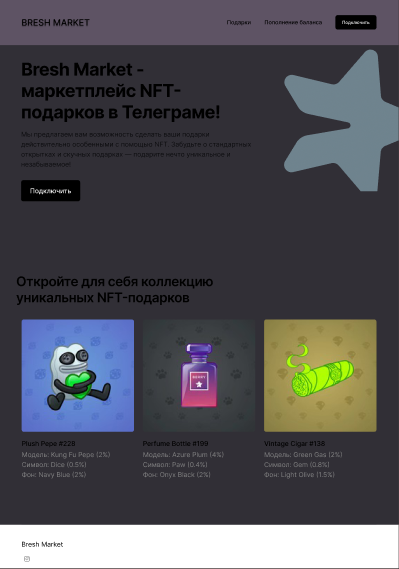 BRESH MARKET
Подарки
Пополнение баланса
Подключить
Bresh Market -
маркетплейс NFT-
подарков в Телеграме!
Мы предлагаем вам возможность сделать ваши подарки
действительно особенными с помощью NFT. Забудьте о стандартных
открытках и скучных подарках — подарите нечто уникальное и
незабываемое!
Подключить
Откройте для себя коллекцию
уникальных NFT-подарков
Plush Pepe #228
Модель: Kung Fu Pepe (2%)
Символ: Dice (0.5%)
Фон: Navy Blue (2%)
Perfume Bottle #199
Модель: Azure Plum (4%)
Символ: Paw (0.4%)
Фон: Onyx Black (2%)
Vintage Cigar #138
Модель: Green Gas (2%)
Символ: Gem (0.8%)
Фон: Light Olive (1.5%)
Bresh Market